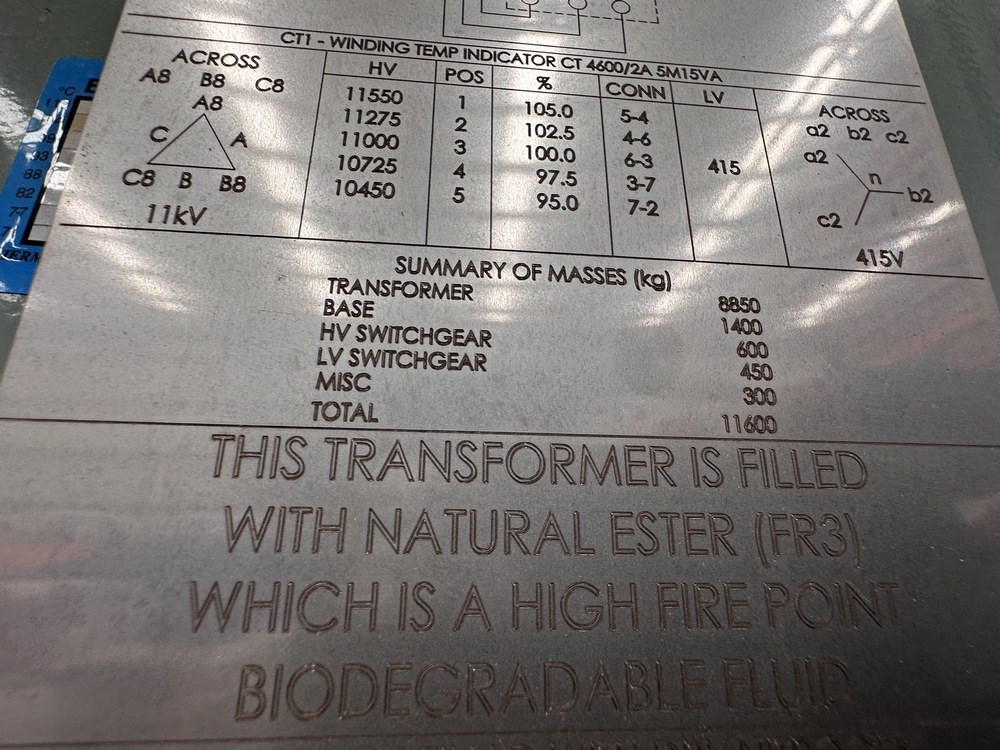 CT1 - WINDING TEMP INDICATOR CT 4600/2A 5M15VA
ACROSS HV POS % CONN LV ACROSS
A8 B8 C8
11550 1 105.0 5-4
11275 2 102.5 4-6
11000 3 100.0 6-3
10725 4 97.5 3-7
10450 5 95.0 7-2
415
A8
C A
C8 B B8
11kV
a2 b2 c2
a2
n
b2
c2
415V
SUMMARY OF MASSES (kg)
TRANSFORMER 8850
BASE 1400
HV SWITCHGEAR 600
LV SWITCHGEAR 450
MISC 300
TOTAL 11600
THIS TRANSFORMER IS FILLED
WITH NATURAL ESTER (FR3)
WHICH IS A HIGH FIRE POINT
BIODEGRADABLE FLUID
°C
93
88
82
77